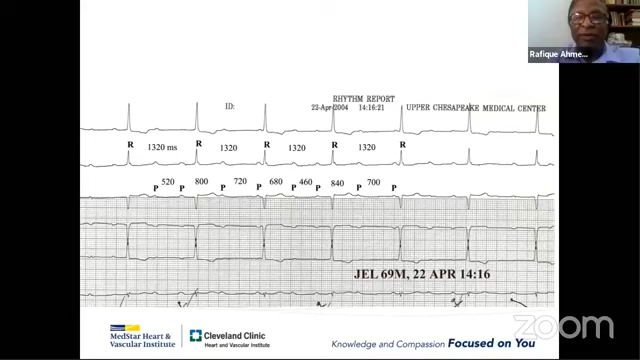 Rafique Ahme...
RHYTHM REPORT
ID: 22-Apr-2004 14:16:21 UPPER CHESAPEAKE MEDICAL CENTER
R 1320 ms R 1320 R 1320 R 1320 R
520 800 720 680 460 840 700
P P P P P P P P
JEL 69M, 22 APR 14:16
MedStar Heart &
Vascular Institute
Cleveland Clinic
Heart and Vascular Institute
Knowledge and Compassion Focused on You
zoom